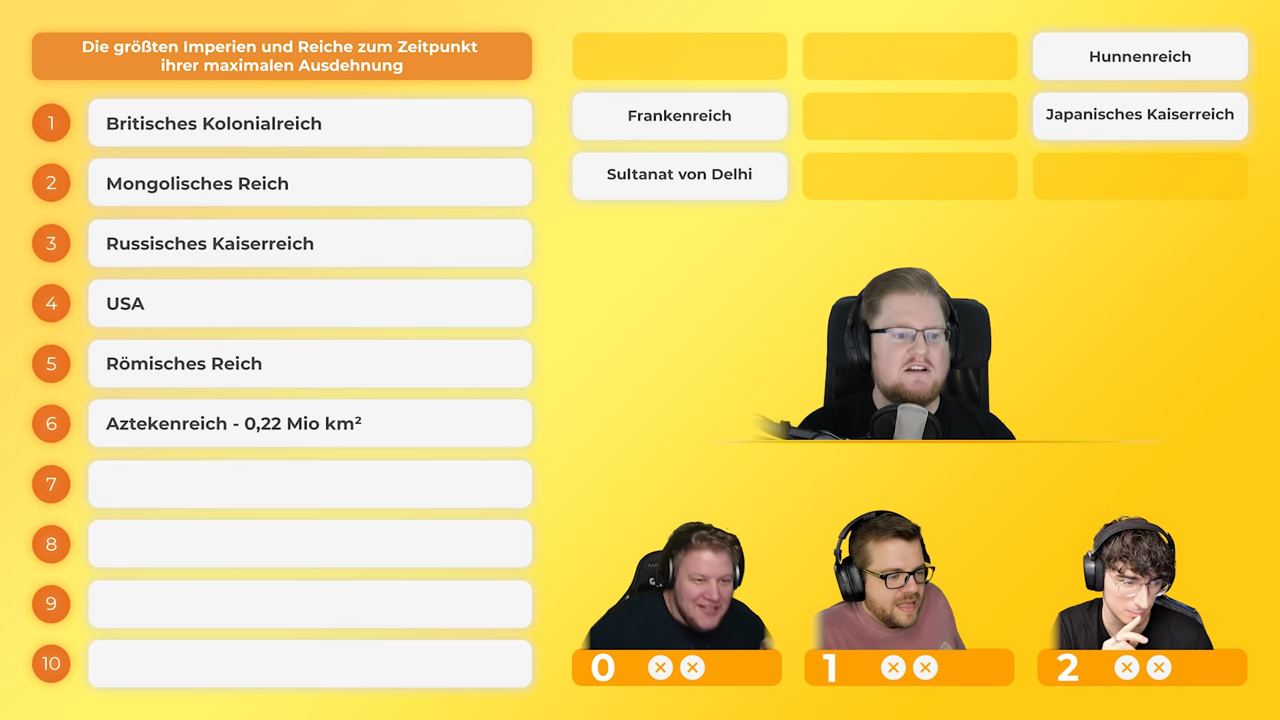 Die größten Imperien und Reiche zum Zeitpunkt
ihrer maximalen Ausdehnung
1 Britisches Kolonialreich
2 Mongolisches Reich
3 Russisches Kaiserreich
4 USA
5 Römisches Reich
6 Aztekenreich - 0,22 Mio km²
7
8
9
10
Hunnenreich
Frankenreich
Japanisches Kaiserreich
Sultanat von Delhi
0
1
2